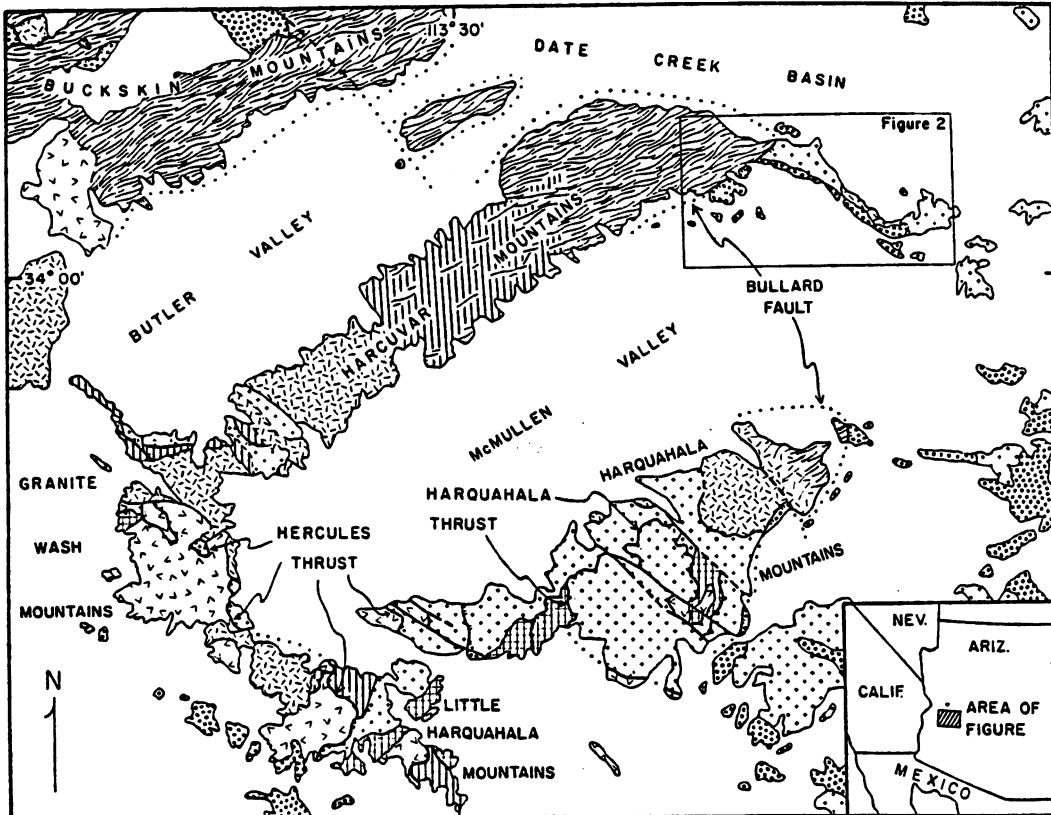 113° 30'
BUCKSKIN MOUNTAINS
DATE CREEK BASIN
Figure 2
34° 00'
BUTLER VALLEY
HARCUVAR MOUNTAINS
BULLARD
FAULT
McMULLEN VALLEY
HARQUAHALA MOUNTAINS
GRANITE
WASH
MOUNTAINS
HERCULES
THRUST
HARQUAHALA
THRUST
LITTLE
HARQUAHALA
MOUNTAINS
N
NEV.
ARIZ.
CALIF.
AREA OF
FIGURE
MEXICO